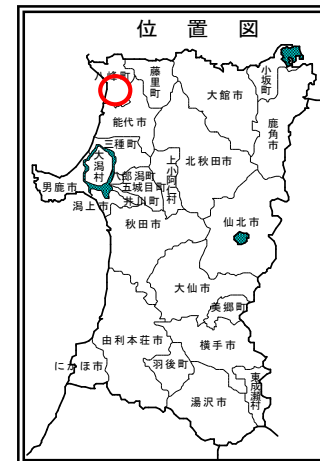 位置図
八峰町
藤里町
小坂町
大館市
鹿角市
能代市
三種町
大潟村
上小阿仁村
北秋田市
八郎潟町
五城目町
男鹿市
井川町
潟上市
秋田市
仙北市
大仙市
美郷町
由利本荘市
横手市
にかほ市
羽後町
東成瀬村
湯沢市